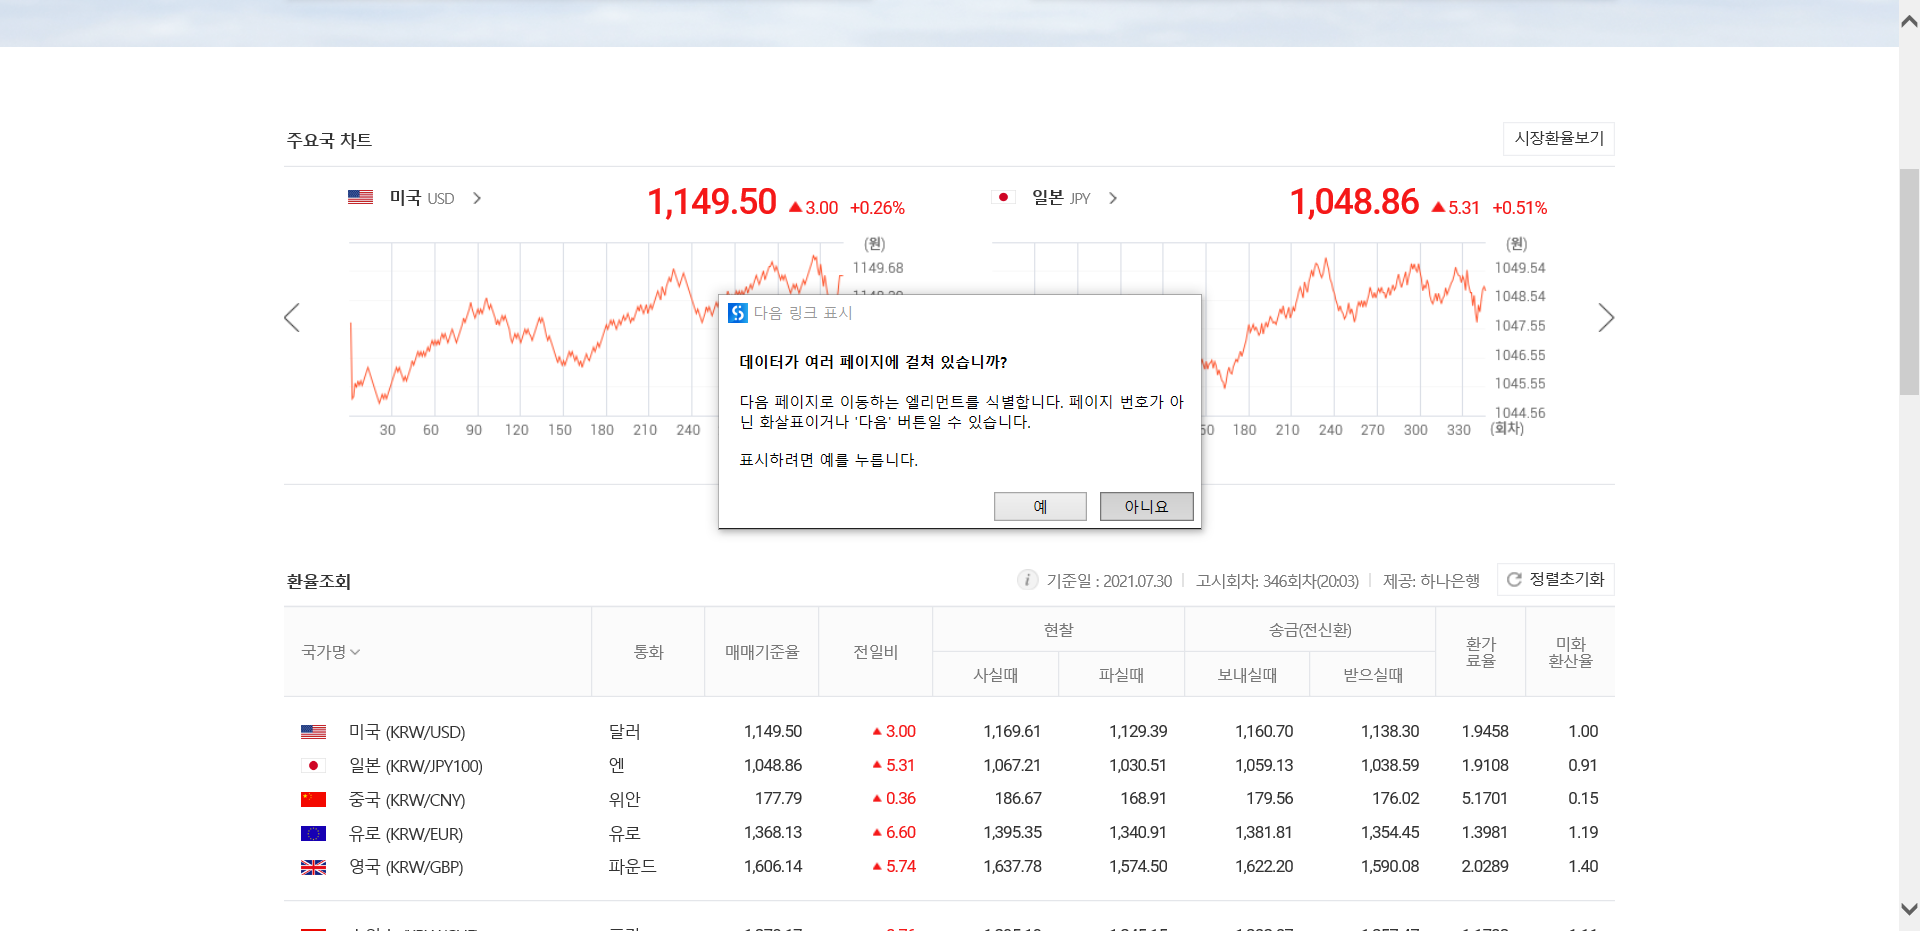 주요국 차트
시장환율보기
미국 USD
1,149.50 ▲3.00 +0.26%
일본 JPY
1,048.86 ▲5.31 +0.51%
(원)
1149.68
30 60 90 120 150 180 210 240
(원)
1049.54
1048.54
1047.55
1046.55
1045.55
1044.56
180 210 240 270 300 330 (회차)
다음 링크 표시
데이터가 여러 페이지에 걸쳐 있습니까?
다음 페이지로 이동하는 엘리먼트를 식별합니다. 페이지 번호가 아
닌 화살표이거나 '다음' 버튼일 수 있습니다.
표시하려면 예를 누릅니다.
예 아니요
환율조회
기준일 : 2021.07.30 고시회차: 346회차(20:03) 제공: 하나은행 정렬초기화
국가명 통화 매매기준율 전일비 현찰 송금(전신환) 환가료율 미화환산율
사실때 파실때 보내실때 받으실때
미국 (KRW/USD) 달러 1,149.50 ▲3.00 1,169.61 1,129.39 1,160.70 1,138.30 1.9458 1.00
일본 (KRW/JPY100) 엔 1,048.86 ▲5.31 1,067.21 1,030.51 1,059.13 1,038.59 1.9108 0.91
중국 (KRW/CNY) 위안 177.79 ▲0.36 186.67 168.91 179.56 176.02 5.1701 0.15
유로 (KRW/EUR) 유로 1,368.13 ▲6.60 1,395.35 1,340.91 1,381.81 1,354.45 1.3981 1.19
영국 (KRW/GBP) 파운드 1,606.14 ▲5.74 1,637.78 1,574.50 1,622.20 1,590.08 2.0289 1.40